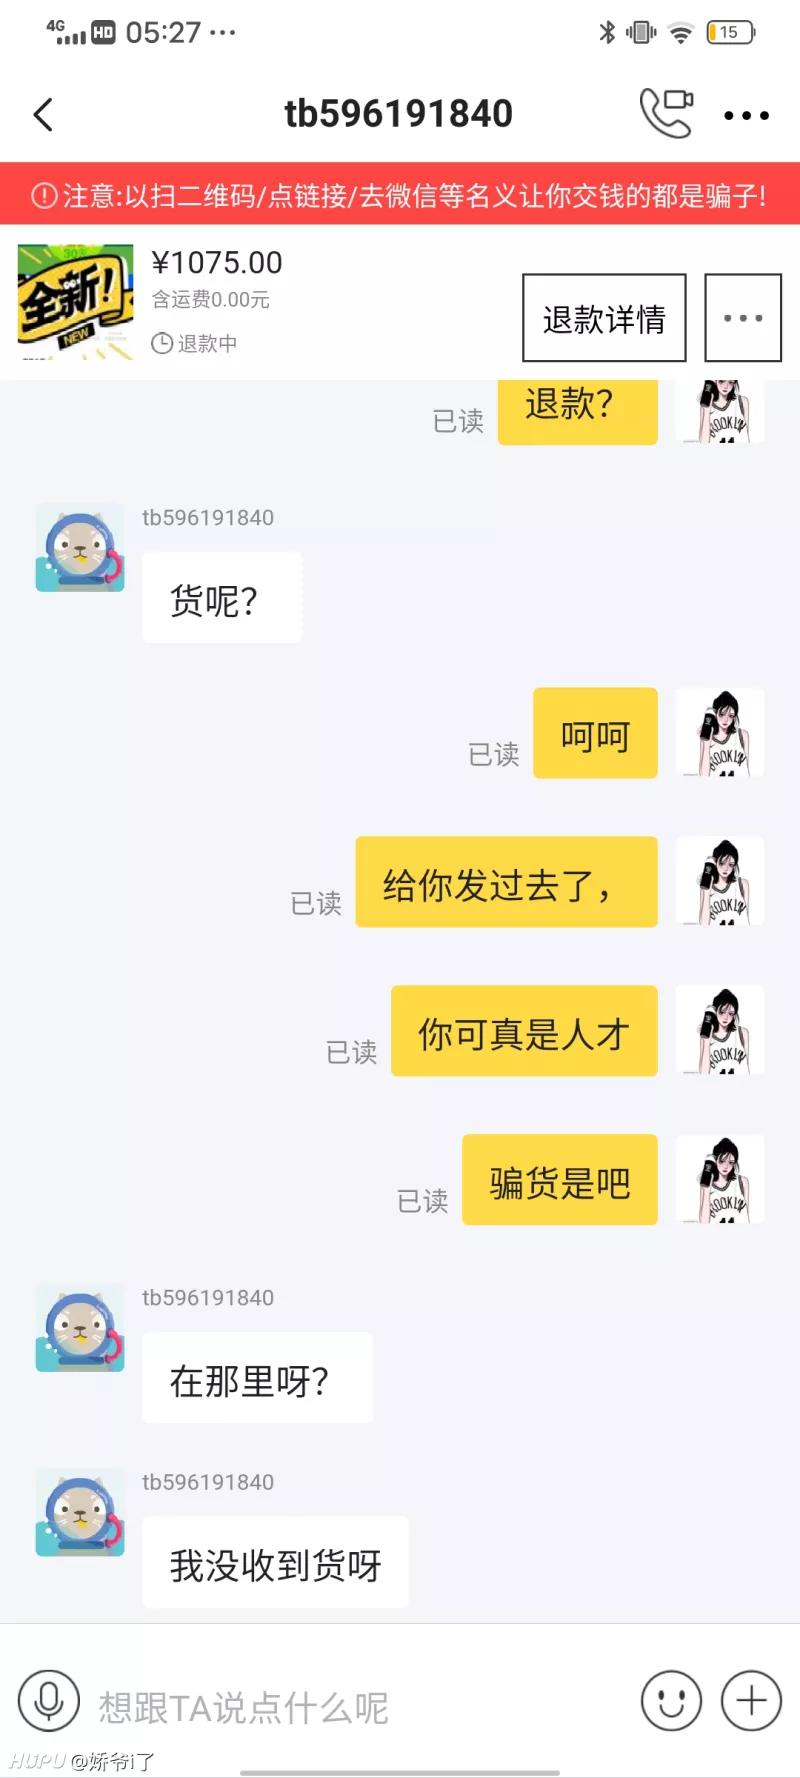 4G HD 05:27 ··· 15
tb596191840
注意:以扫二维码/点链接/去微信等名义让你交钱的都是骗子!
30天
全新!
NEW
¥1075.00
含运费0.00元
退款中
退款详情
已读 退款？
tb596191840
货呢？
已读 呵呵
已读 给你发过去了，
已读 你可真是人才
已读 骗货是吧
tb596191840
在那里呀？
tb596191840
我没收到货呀
想跟TA说点什么呢
HUPU @娇爷i了